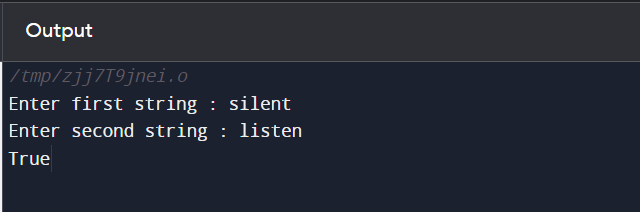 Output
/tmp/zjj7T9jnei.o
Enter first string : silent
Enter second string : listen
True